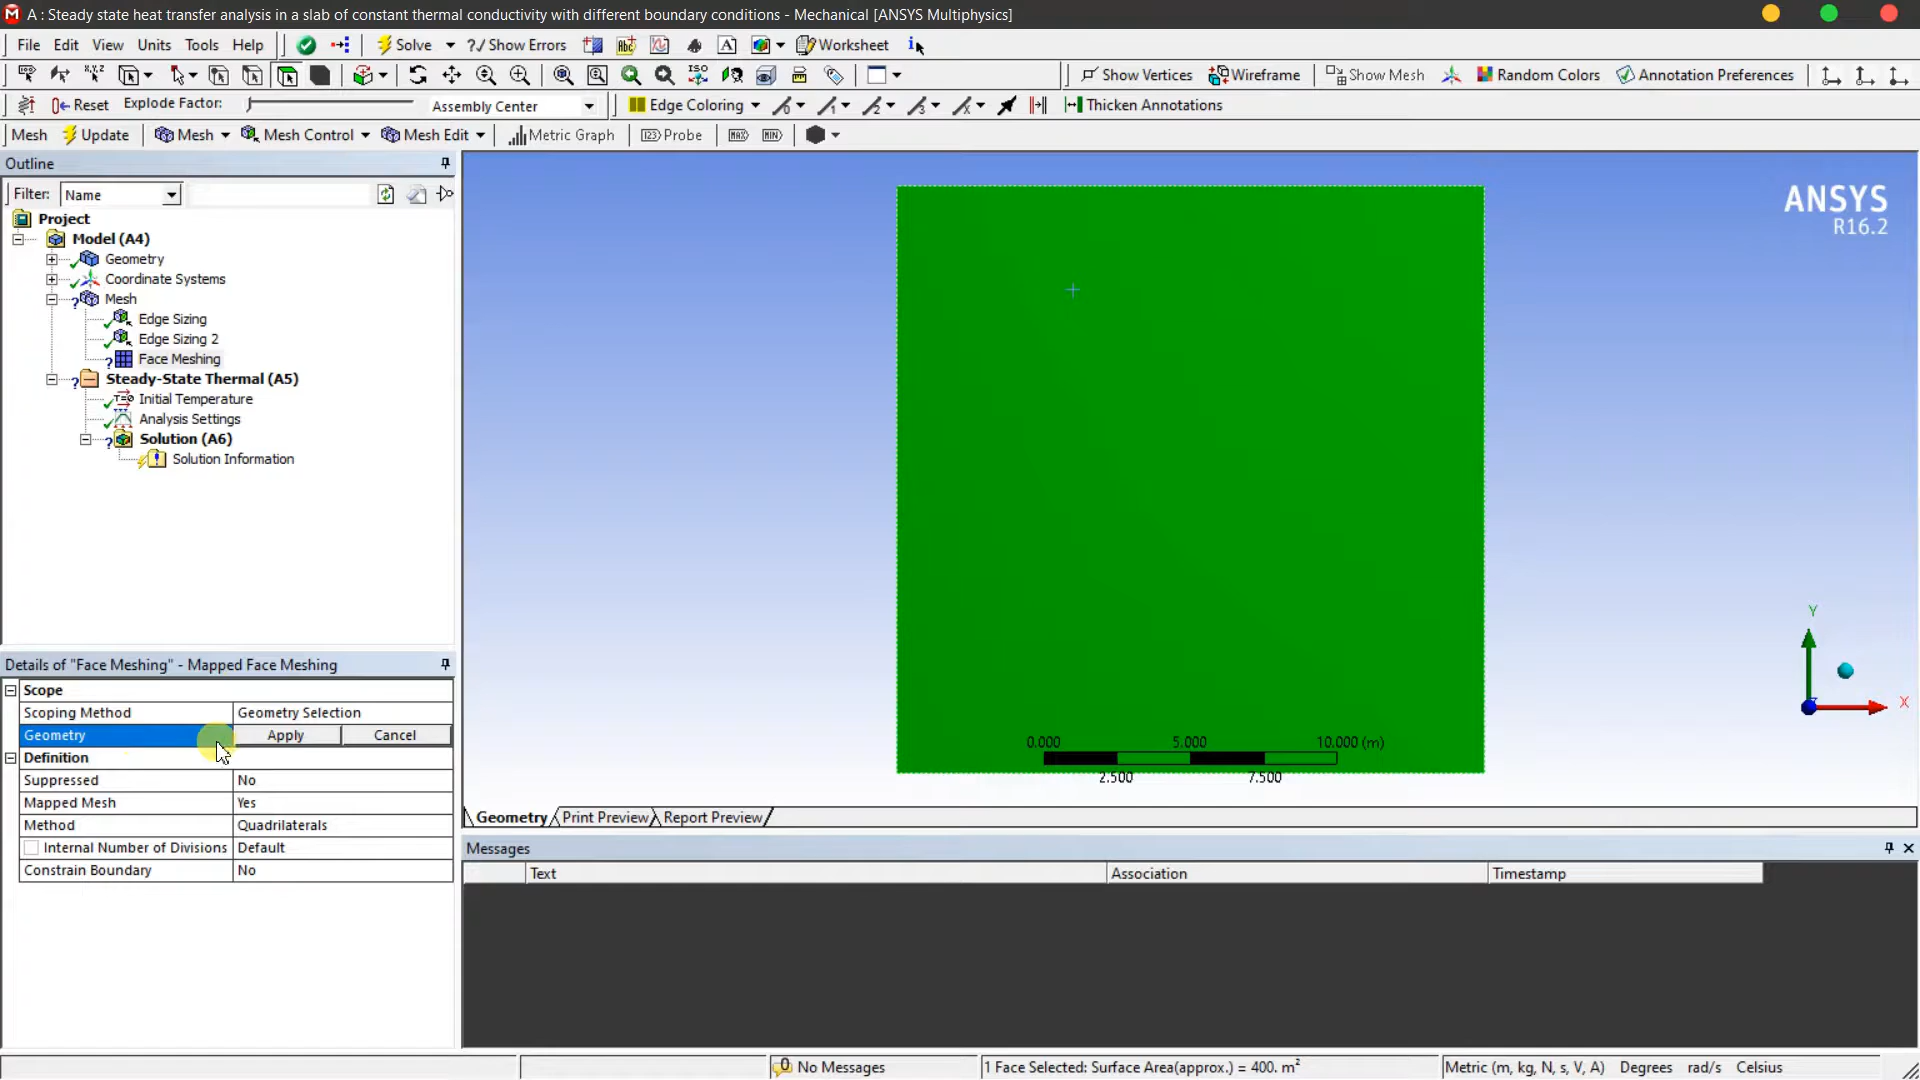 A : Steady state heat transfer analysis in a slab of constant thermal conductivity with different boundary conditions - Mechanical [ANSYS Multiphysics]
File Edit View Units Tools Help Solve ?/ Show Errors Worksheet
Show Vertices Wireframe Show Mesh Random Colors Annotation Preferences
Reset Explode Factor: Assembly Center Edge Coloring Thicken Annotations
Mesh Update Mesh Mesh Control Mesh Edit Metric Graph Probe MAX MIN
Outline
Filter: Name
Project
Model (A4)
Geometry
Coordinate Systems
Mesh
Edge Sizing
Edge Sizing 2
Face Meshing
Steady-State Thermal (A5)
Initial Temperature
Analysis Settings
Solution (A6)
Solution Information
ANSYS
R16.2
Y
X
0.000 5.000 10.000 (m)
2.500 7.500
Geometry Print Preview Report Preview
Details of "Face Meshing" - Mapped Face Meshing
Scope
Scoping Method Geometry Selection
Geometry Apply Cancel
Definition
Suppressed No
Mapped Mesh Yes
Method Quadrilaterals
Internal Number of Divisions Default
Constrain Boundary No
Messages
Text Association Timestamp
0 No Messages 1 Face Selected: Surface Area(approx.) = 400. m² Metric (m, kg, N, s, V, A) Degrees rad/s Celsius